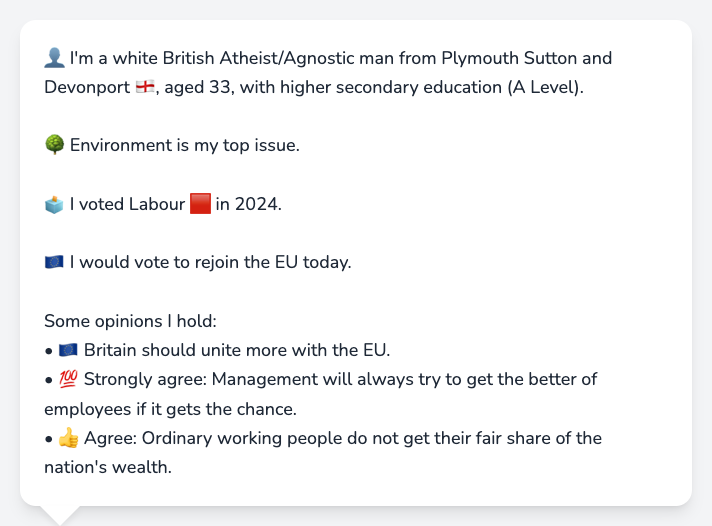 👤 I'm a white British Atheist/Agnostic man from Plymouth Sutton and
Devonport 🏴󠁧󠁢󠁥󠁮󠁧󠁿, aged 33, with higher secondary education (A Level).
🌳 Environment is my top issue.
🗳️ I voted Labour 🟥 in 2024.
🇪🇺 I would vote to rejoin the EU today.
Some opinions I hold:
• 🇪🇺 Britain should unite more with the EU.
• 💯 Strongly agree: Management will always try to get the better of
employees if it gets the chance.
• 👍 Agree: Ordinary working people do not get their fair share of the
nation's wealth.